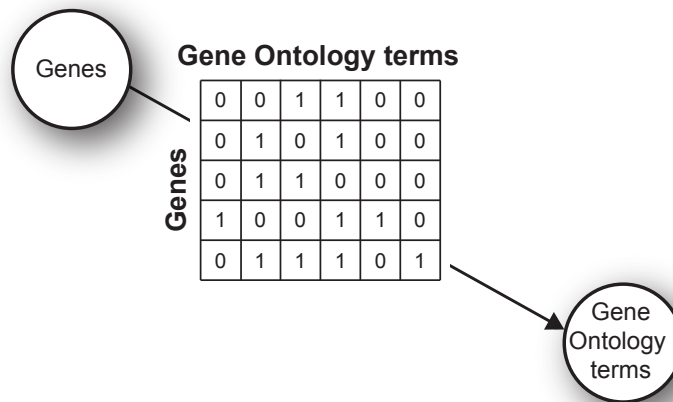 Genes
Gene Ontology terms
Genes
0 0 1 1 0 0
0 1 0 1 0 0
0 1 1 0 0 0
1 0 0 1 1 0
0 1 1 1 0 1
Gene
Ontology
terms